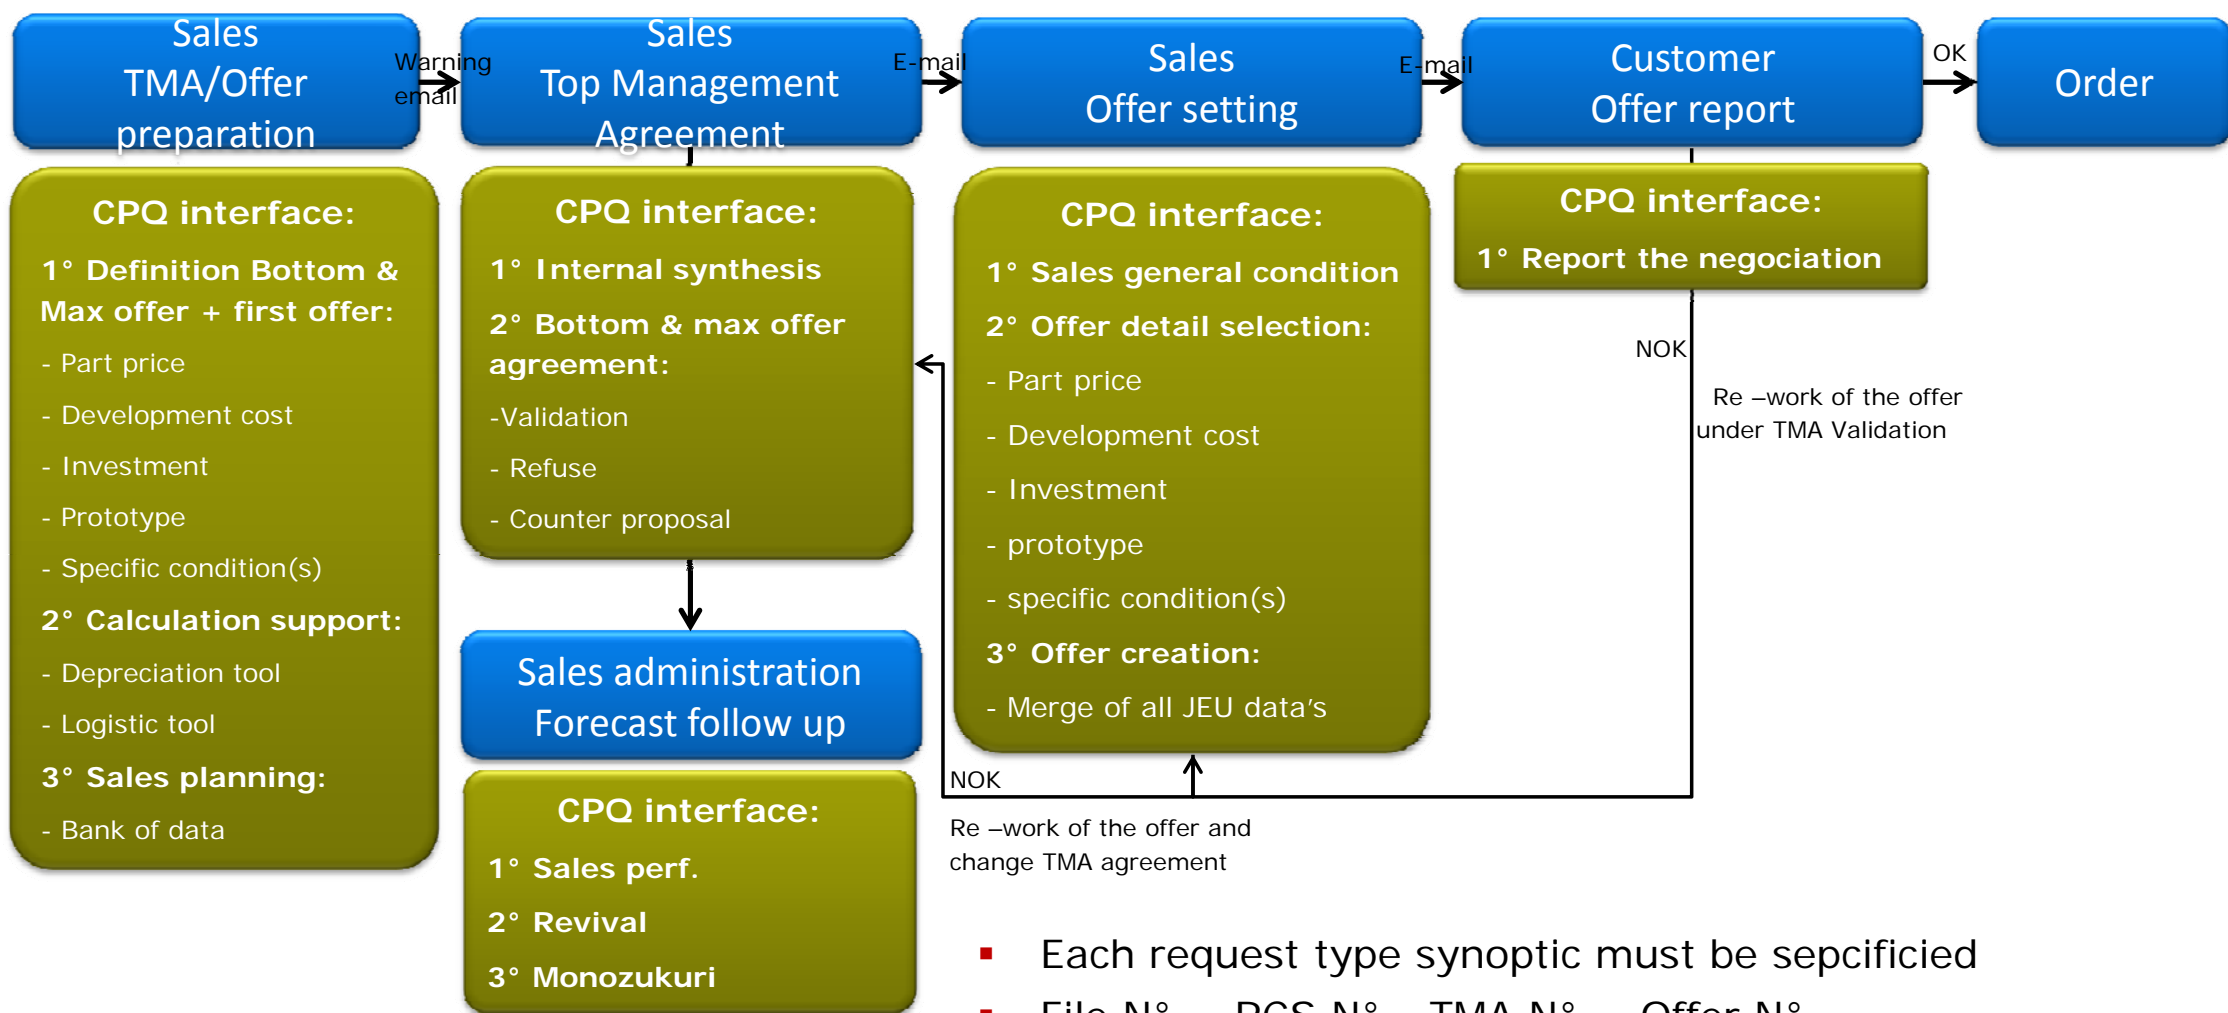 Sales
TMA/Offer
preparation
Warning
email
Sales
Top Management
Agreement
E-mail
Sales
Offer setting
E-mail
Customer
Offer report
OK
Order
CPQ interface:
1° Definition Bottom &
Max offer + first offer:
- Part price
- Development cost
- Investment
- Prototype
- Specific condition(s)
2° Calculation support:
- Depreciation tool
- Logistic tool
3° Sales planning:
- Bank of data
CPQ interface:
1° Internal synthesis
2° Bottom & max offer
agreement:
-Validation
- Refuse
- Counter proposal
Sales administration
Forecast follow up
CPQ interface:
1° Sales perf.
2° Revival
3° Monozukuri
CPQ interface:
1° Sales general condition
2° Offer detail selection:
- Part price
- Development cost
- Investment
- prototype
- specific condition(s)
3° Offer creation:
- Merge of all JEU data's
CPQ interface:
1° Report the negociation
NOK
Re –work of the offer
under TMA Validation
NOK
Re –work of the offer and
change TMA agreement
▪ Each request type synoptic must be sepcificied
▪ File N° RCS N° TMA N° Offer N°